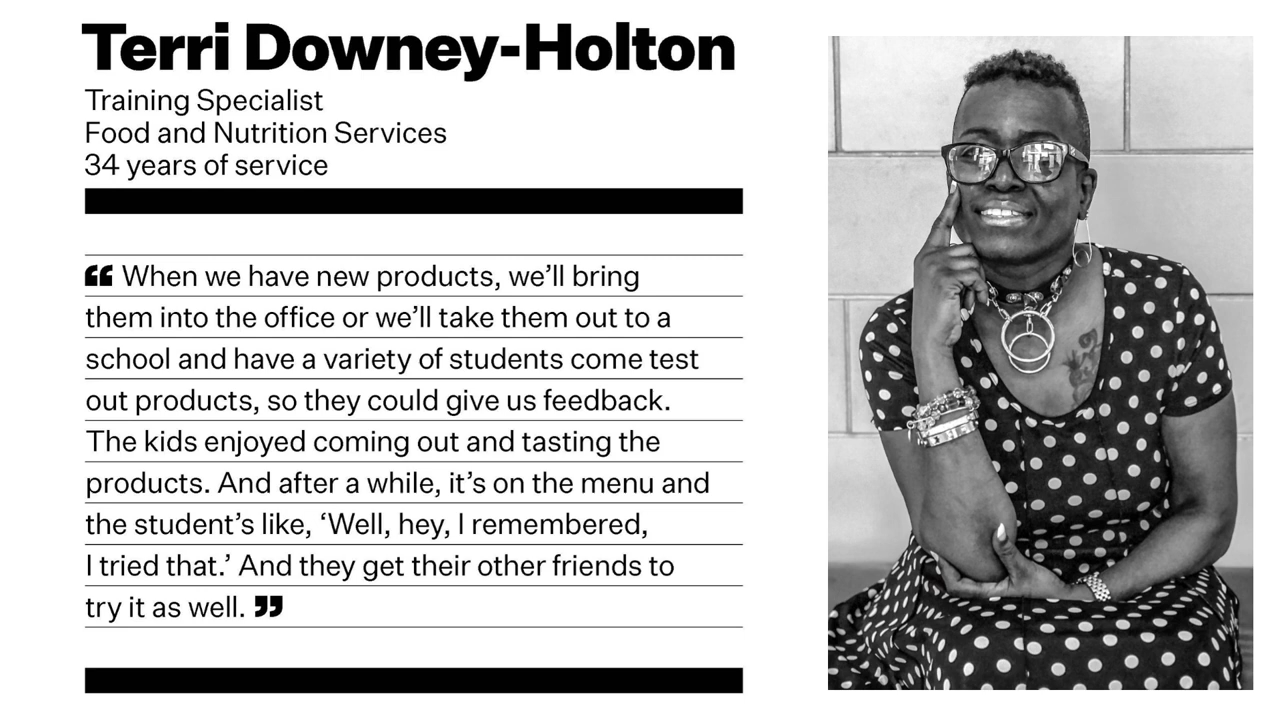 Terri Downey-Holton
Training Specialist
Food and Nutrition Services
34 years of service
“ When we have new products, we’ll bring
them into the office or we’ll take them out to a
school and have a variety of students come test
out products, so they could give us feedback.
The kids enjoyed coming out and tasting the
products. And after a while, it’s on the menu and
the student’s like, ‘Well, hey, I remembered,
I tried that.’ And they get their other friends to
try it as well. ”